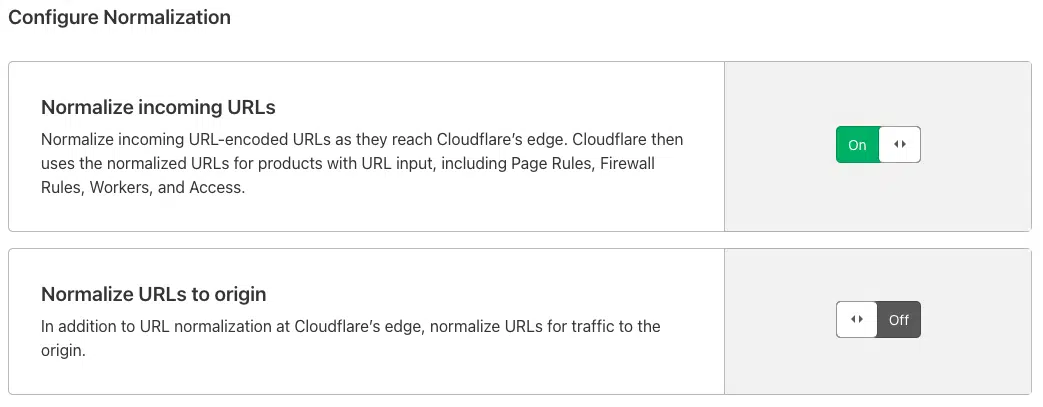 Configure Normalization
Normalize incoming URLs
Normalize incoming URL-encoded URLs as they reach Cloudflare’s edge. Cloudflare then
uses the normalized URLs for products with URL input, including Page Rules, Firewall
Rules, Workers, and Access.
On
Normalize URLs to origin
In addition to URL normalization at Cloudflare’s edge, normalize URLs for traffic to the
origin.
Off